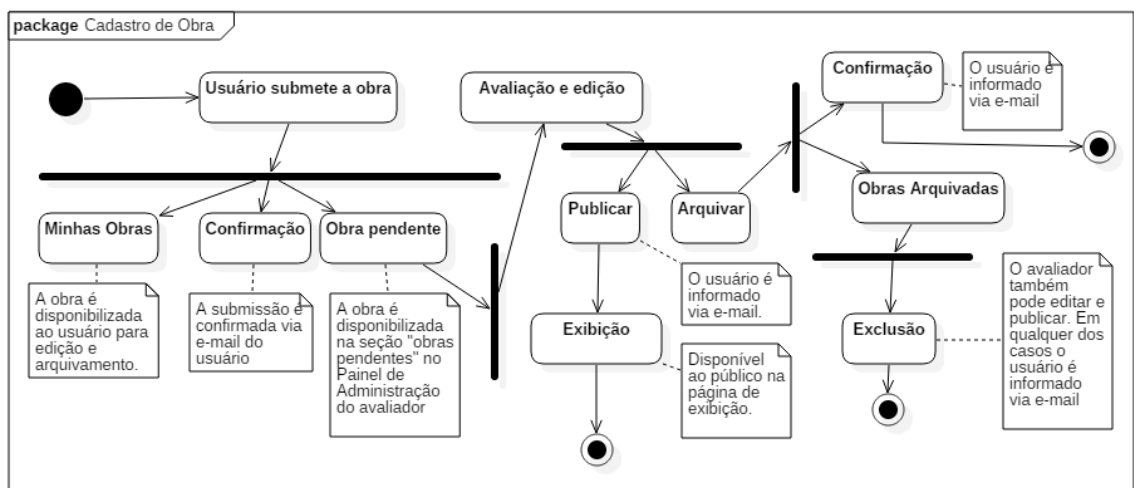 package Cadastro de Obra
Usuário submete a obra
Minhas Obras
A obra é
disponibilizada
ao usuário para
edição e
arquivamento.
Confirmação
A submissão é
confirmada via
e-mail do
usuário
Obra pendente
A obra é
disponibilizada
na seção "obras
pendentes" no
Painel de
Administração
do avaliador
Avaliação e edição
Publicar
O usuário é
informado
via e-mail.
Exibição
Disponível
ao público na
página de
exibição.
Arquivar
Confirmação
O usuário é
informado
via e-mail
Obras Arquivadas
Exclusão
O avaliador
também
pode editar e
publicar. Em
qualquer dos
casos o
usuário é
informado
via e-mail